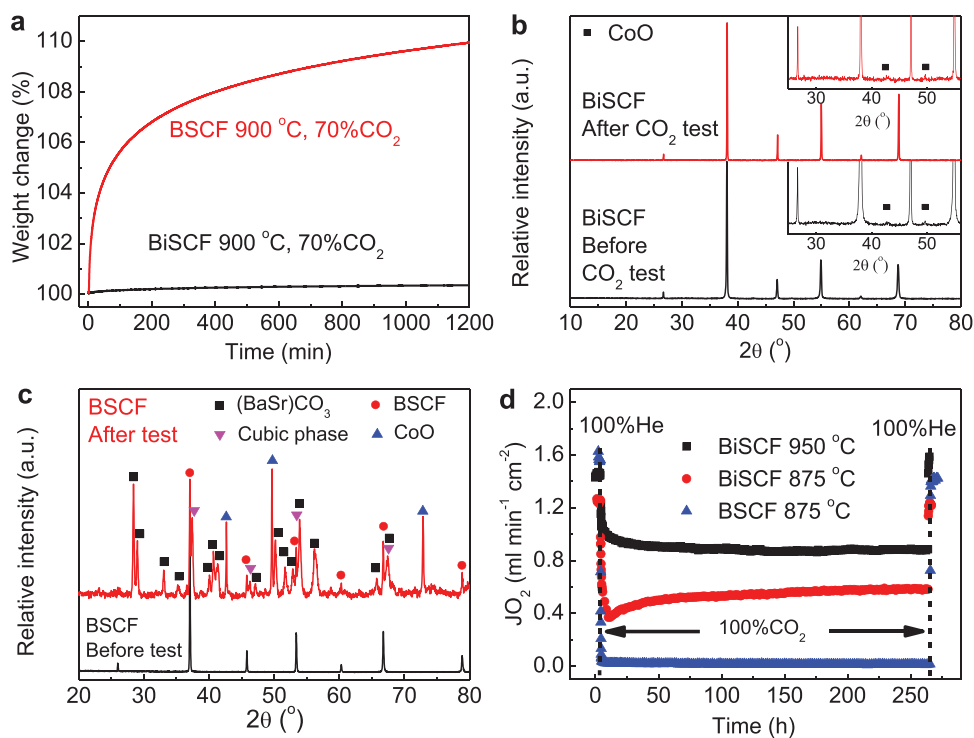 a
Weight change (%)
110
108
106
104
102
100
BSCF 900 °C, 70%CO₂
BiSCF 900 °C, 70%CO₂
0 200 400 600 800 1000 1200
Time (min)
b
Relative intensity (a.u.)
■ CoO
BiSCF
After CO₂ test
30 40 50
2θ (°)
BiSCF
Before
CO₂ test
30 40 50
2θ (°)
10 20 30 40 50 60 70 80
2θ (°)
c
Relative intensity (a.u.)
BSCF
After test
(BaSr)CO₃
BSCF
Cubic phase
CoO
BSCF
Before test
20 30 40 50 60 70 80
2θ (°)
d
JO₂ (ml min⁻¹ cm⁻²)
2.0
1.6
1.2
0.8
0.4
0.0
100%He
100%He
BiSCF 950 °C
BiSCF 875 °C
BSCF 875 °C
100%CO₂
0 50 100 150 200 250
Time (h)